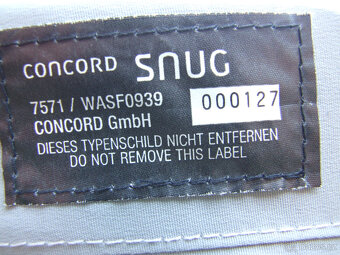 CONCORD SNUG
7571 / WASF0939 000127
CONCORD GmbH
DIESES TYPENSCHILD NICHT ENTFERNEN
DO NOT REMOVE THIS LABEL